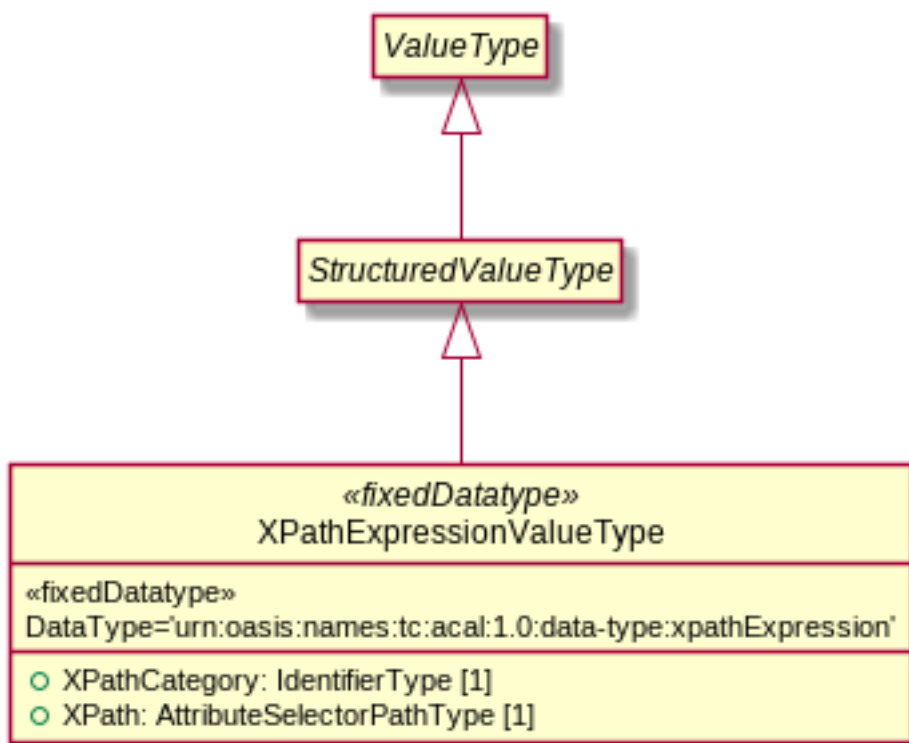 ValueType
StructuredValueType
«fixedDatatype»
XPathExpressionValueType
«fixedDatatype»
DataType='urn:oasis:names:tc:acal:1.0:data-type:xpathExpression'
XPathCategory: IdentifierType [1]
XPath: AttributeSelectorPathType [1]